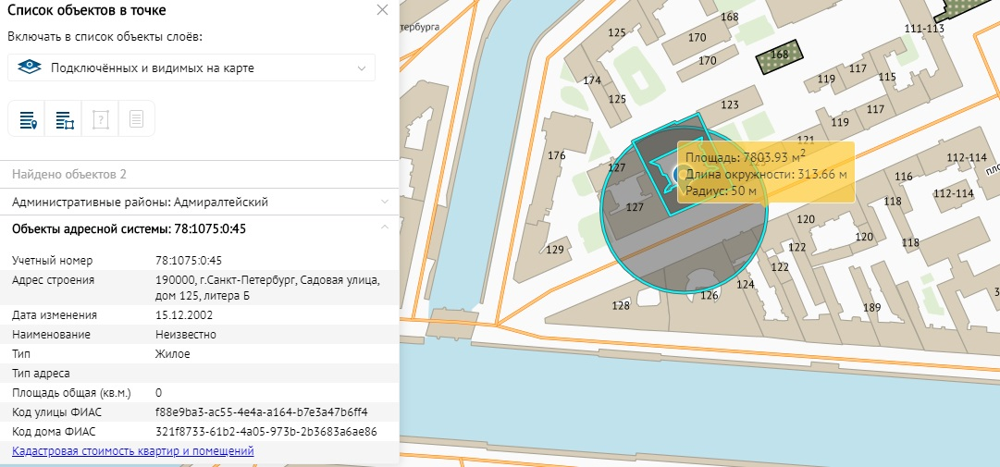 Список объектов в точке
Включать в список объекты слоёв:
Подключённых и видимых на карте
Найдено объектов 2
Административные районы: Адмиралтейский
Объекты адресной системы: 78:1075:0:45
Учетный номер 78:1075:0:45
Адрес строения 190000, г.Санкт-Петербург, Садовая улица,
дом 125, литера Б
Дата изменения 15.12.2002
Наименование Неизвестно
Тип Жилое
Тип адреса
Площадь общая (кв.м.) 0
Код улицы ФИАС f88e9ba3-ac55-4e4a-a164-b7e3a47b6ff4
Код дома ФИАС 321f8733-61b2-4a05-973b-2b3683a6ae86
Кадастровая стоимость квартир и помещений
тербурга
168
111-113
125
170
170
168
174
125
119
117
115
123
119
117
176
121
127
127
Площадь: 7803.93 м2
Длина окружности: 313.66 м
Радиус: 50 м
112-114
116
112-114
118
120
129
122
120
118
122
124
126
128
189